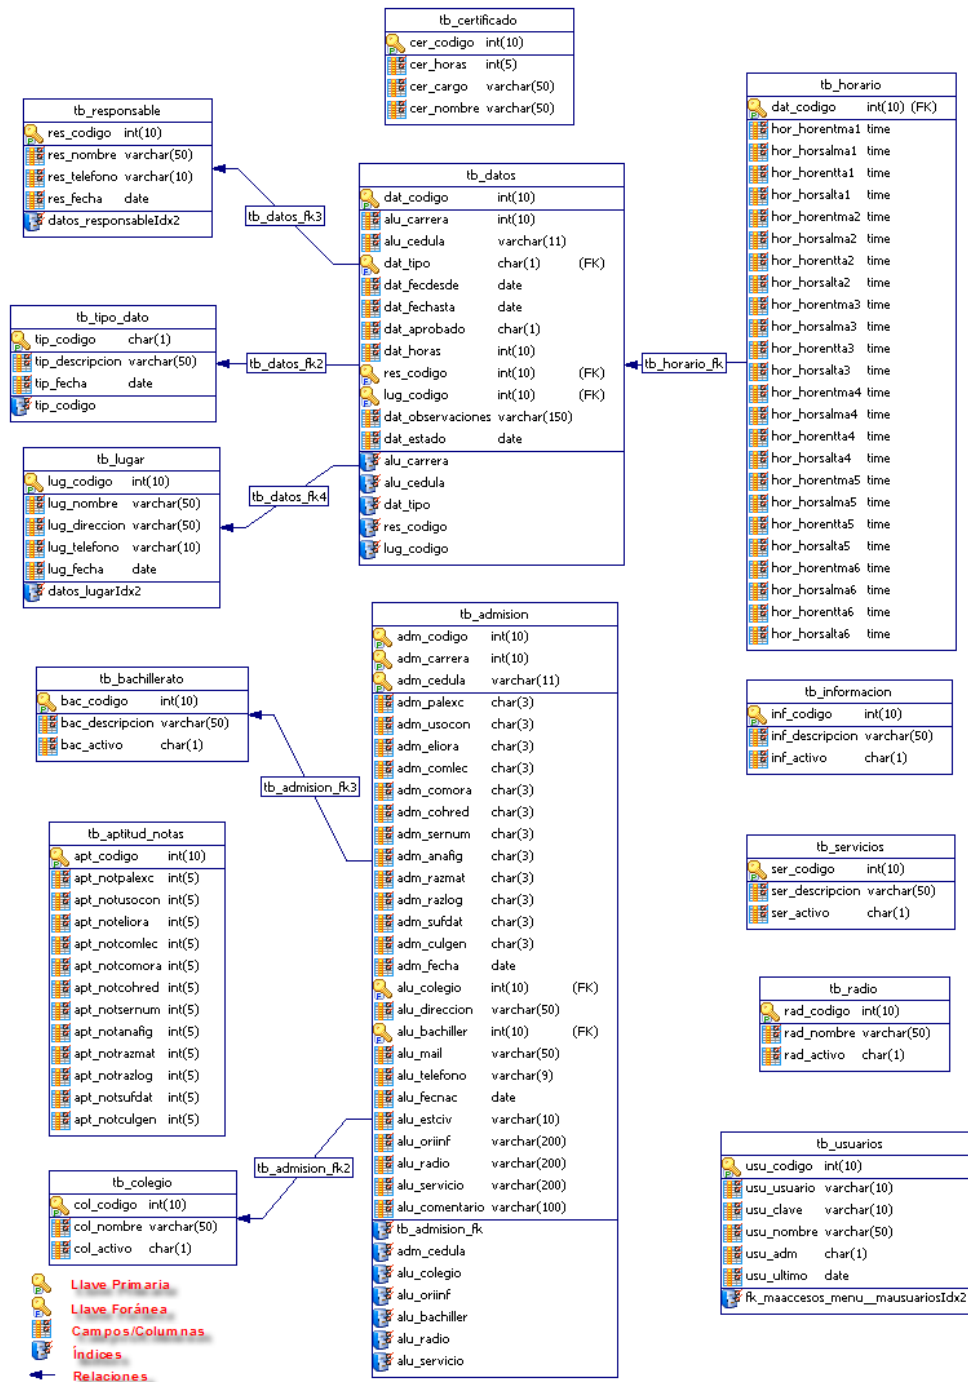 tb_certificado
cer_codigo int(10)
cer_horas int(5)
cer_cargo varchar(50)
cer_nombre varchar(50)
tb_responsable
res_codigo int(10)
res_nombre varchar(50)
res_telefono varchar(10)
res_fecha date
datos_responsableIdx2
tb_datos_fk3
tb_tipo_dato
tip_codigo char(1)
tip_descripcion varchar(50)
tip_fecha date
tip_codigo
tb_datos_fk2
tb_lugar
lug_codigo int(10)
lug_nombre varchar(50)
lug_direccion varchar(50)
lug_telefono varchar(10)
lug_fecha date
datos_lugarIdx2
tb_datos_fk4
tb_datos
dat_codigo int(10)
alu_carrera int(10)
alu_cedula varchar(11)
dat_tipo char(1) (FK)
dat_fecdesde date
dat_fechasta date
dat_aprobado char(1)
dat_horas int(10)
res_codigo int(10) (FK)
lug_codigo int(10) (FK)
dat_observaciones varchar(150)
dat_estado date
alu_carrera
alu_cedula
dat_tipo
res_codigo
lug_codigo
tb_horario_fk
tb_horario
dat_codigo int(10) (FK)
hor_horentma1 time
hor_horsalma1 time
hor_horentta1 time
hor_horsalta1 time
hor_horentma2 time
hor_horsalma2 time
hor_horentta2 time
hor_horsalta2 time
hor_horentma3 time
hor_horsalma3 time
hor_horentta3 time
hor_horsalta3 time
hor_horentma4 time
hor_horsalma4 time
hor_horentta4 time
hor_horsalta4 time
hor_horentma5 time
hor_horsalma5 time
hor_horentta5 time
hor_horsalta5 time
hor_horentma6 time
hor_horsalma6 time
hor_horentta6 time
hor_horsalta6 time
tb_bachillerato
bac_codigo int(10)
bac_descripcion varchar(50)
bac_activo char(1)
tb_admision_fk3
tb_aptitud_notas
apt_codigo int(10)
apt_notpalexc int(5)
apt_notusocon int(5)
apt_noteliora int(5)
apt_notcomlec int(5)
apt_notcomora int(5)
apt_notcohred int(5)
apt_notsernum int(5)
apt_notanafig int(5)
apt_notrazmat int(5)
apt_notrazlog int(5)
apt_notsufdat int(5)
apt_notculgen int(5)
tb_colegio
col_codigo int(10)
col_nombre varchar(50)
col_activo char(1)
tb_admision_fk2
tb_admision
adm_codigo int(10)
adm_carrera int(10)
adm_cedula varchar(11)
adm_palexc char(3)
adm_usocon char(3)
adm_eliora char(3)
adm_comlec char(3)
adm_comora char(3)
adm_cohred char(3)
adm_sernum char(3)
adm_anafig char(3)
adm_razmat char(3)
adm_razlog char(3)
adm_sufdat char(3)
adm_culgen char(3)
adm_fecha date
alu_colegio int(10) (FK)
alu_direccion varchar(50)
alu_bachiller int(10) (FK)
alu_mail varchar(50)
alu_telefono varchar(9)
alu_fecnac date
alu_estciv varchar(10)
alu_oriinf varchar(200)
alu_radio varchar(200)
alu_servicio varchar(200)
alu_comentario varchar(100)
tb_admision_fk
adm_cedula
alu_colegio
alu_oriinf
alu_bachiller
alu_radio
alu_servicio
tb_informacion
inf_codigo int(10)
inf_descripcion varchar(50)
inf_activo char(1)
tb_servicios
ser_codigo int(10)
ser_descripcion varchar(50)
ser_activo char(1)
tb_radio
rad_codigo int(10)
rad_nombre varchar(50)
rad_activo char(1)
tb_usuarios
usu_codigo int(10)
usu_usuario varchar(10)
usu_clave varchar(10)
usu_nombre varchar(50)
usu_adm char(1)
usu_ultimo date
fk_maaccesos_menu__mausuariosIdx2
Llave Primaria
Llave Foránea
Campos/Columnas
Índices
Relaciones